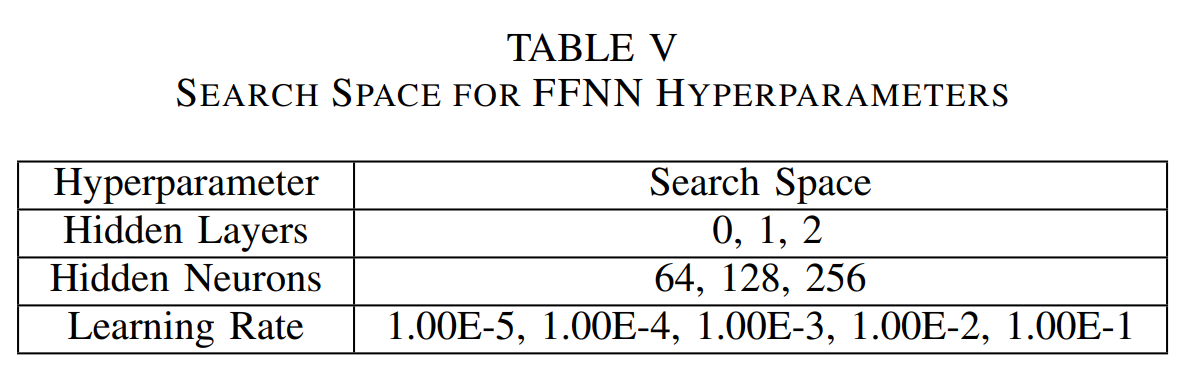 TABLE V
SEARCH SPACE FOR FFNN HYPERPARAMETERS
Hyperparameter Search Space
Hidden Layers 0, 1, 2
Hidden Neurons 64, 128, 256
Learning Rate 1.00E-5, 1.00E-4, 1.00E-3, 1.00E-2, 1.00E-1